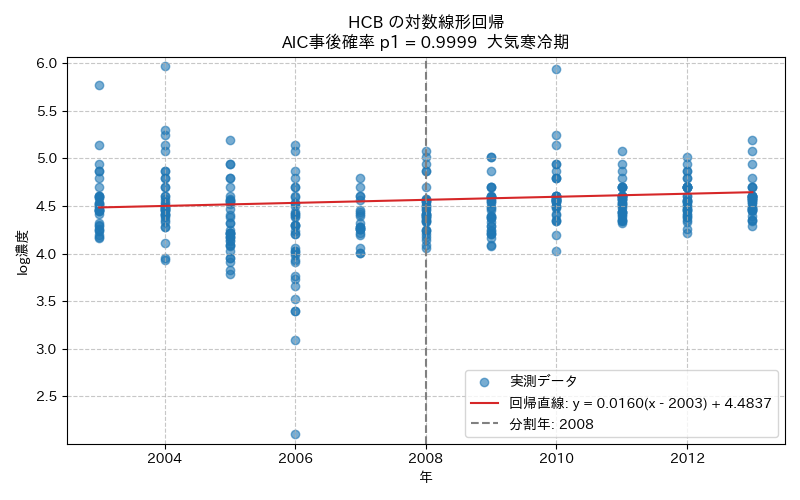 HCB の対数線形回帰
AIC事後確率 p1 = 0.9999 大気寒冷期
6.0
5.5
5.0
4.5
4.0
3.5
3.0
2.5
log濃度
実測データ
回帰直線: y = 0.0160(x - 2003) + 4.4837
分割年: 2008
2004
2006
2008
2010
2012
年